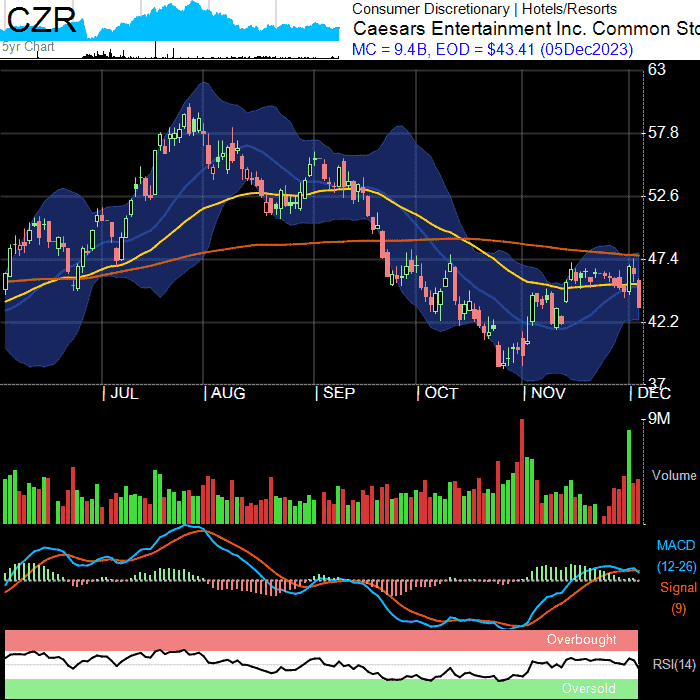 CZR
5yr Chart
Consumer Discretionary | Hotels/Resorts
Caesars Entertainment Inc. Common Sto
MC = 9.4B, EOD = $43.41 (05Dec2023)
63
57.8
52.6
47.4
42.2
37
JUL
AUG
SEP
OCT
NOV
DEC
9M
Volume
MACD
(12-26)
Signal
(9)
Overbought
RSI(14)
Oversold